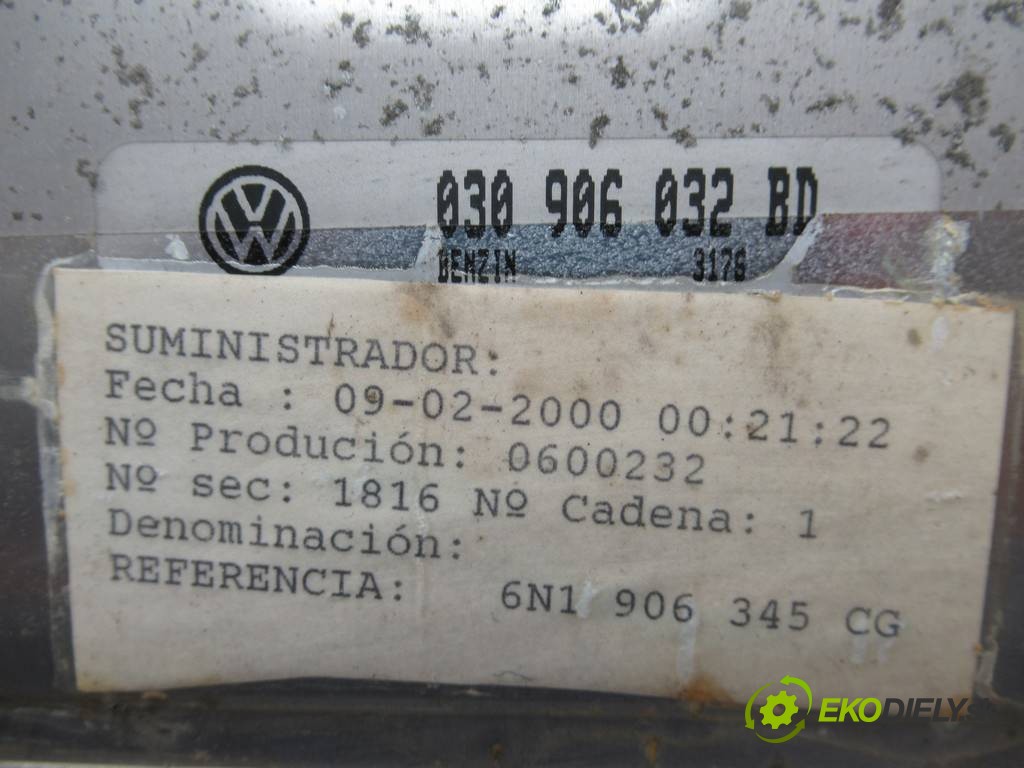 030 906 032 BD
BENZIN 3176
SUMINISTRADOR:
Fecha : 09-02-2000 00:21:22
Nº Produción: 0600232
Nº sec: 1816 Nº Cadena: 1
Denominación:
REFERENCIA: 6N1 906 345 CG
EKODIELY